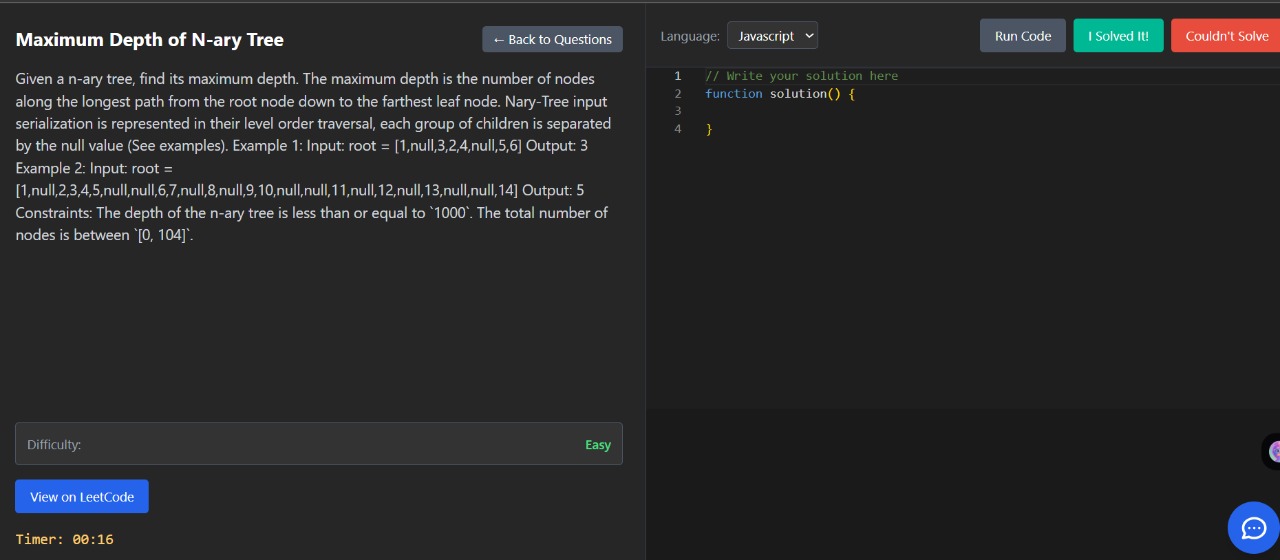 Maximum Depth of N-ary Tree
← Back to Questions
Given a n-ary tree, find its maximum depth. The maximum depth is the number of nodes
along the longest path from the root node down to the farthest leaf node. Nary-Tree input
serialization is represented in their level order traversal, each group of children is separated
by the null value (See examples). Example 1: Input: root = [1,null,3,2,4,null,5,6] Output: 3
Example 2: Input: root =
[1,null,2,3,4,5,null,null,6,7,null,8,null,9,10,null,null,11,null,12,null,13,null,null,14] Output: 5
Constraints: The depth of the n-ary tree is less than or equal to `1000`. The total number of
nodes is between `[0, 104]`.
Difficulty:
Easy
View on LeetCode
Timer: 00:16
Language:
Javascript
Run Code
I Solved It!
Couldn't Solve
1 // Write your solution here
2 function solution() {
3
4 }